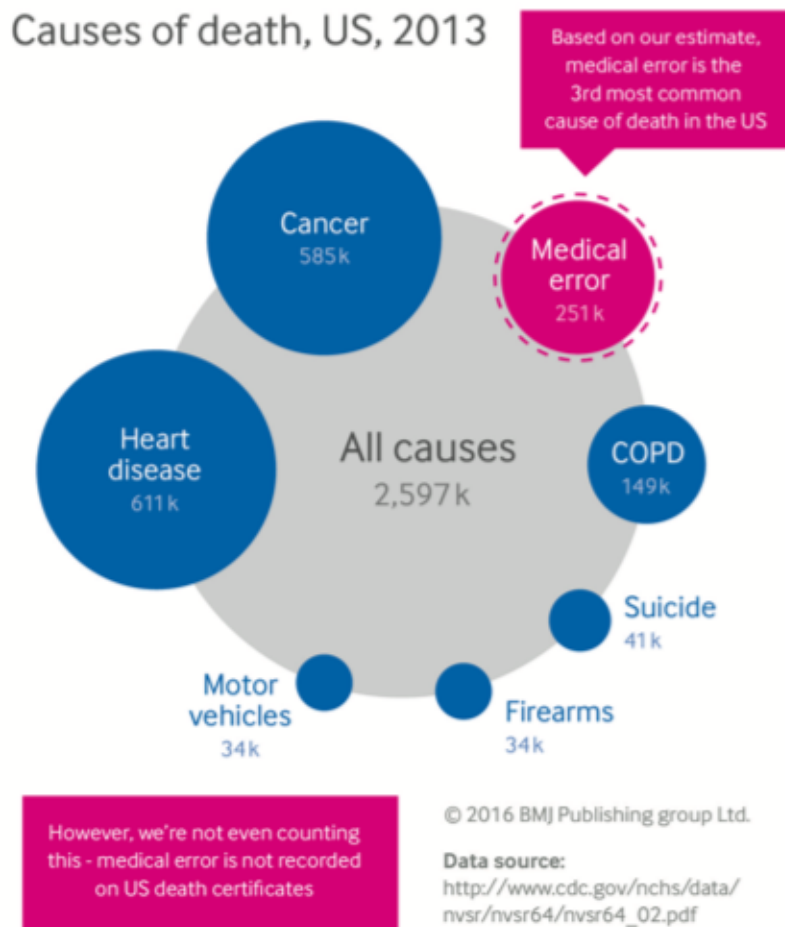 Causes of death, US, 2013
Based on our estimate,
medical error is the
3rd most common
cause of death in the US
Cancer
585k
Medical
error
251k
Heart
disease
611k
All causes
2,597k
COPD
149k
Suicide
41k
Motor
vehicles
34k
Firearms
34k
However, we're not even counting
this - medical error is not recorded
on US death certificates
© 2016 BMJ Publishing group Ltd.
Data source:
http://www.cdc.gov/nchs/data/
nvsr/nvsr64/nvsr64_02.pdf